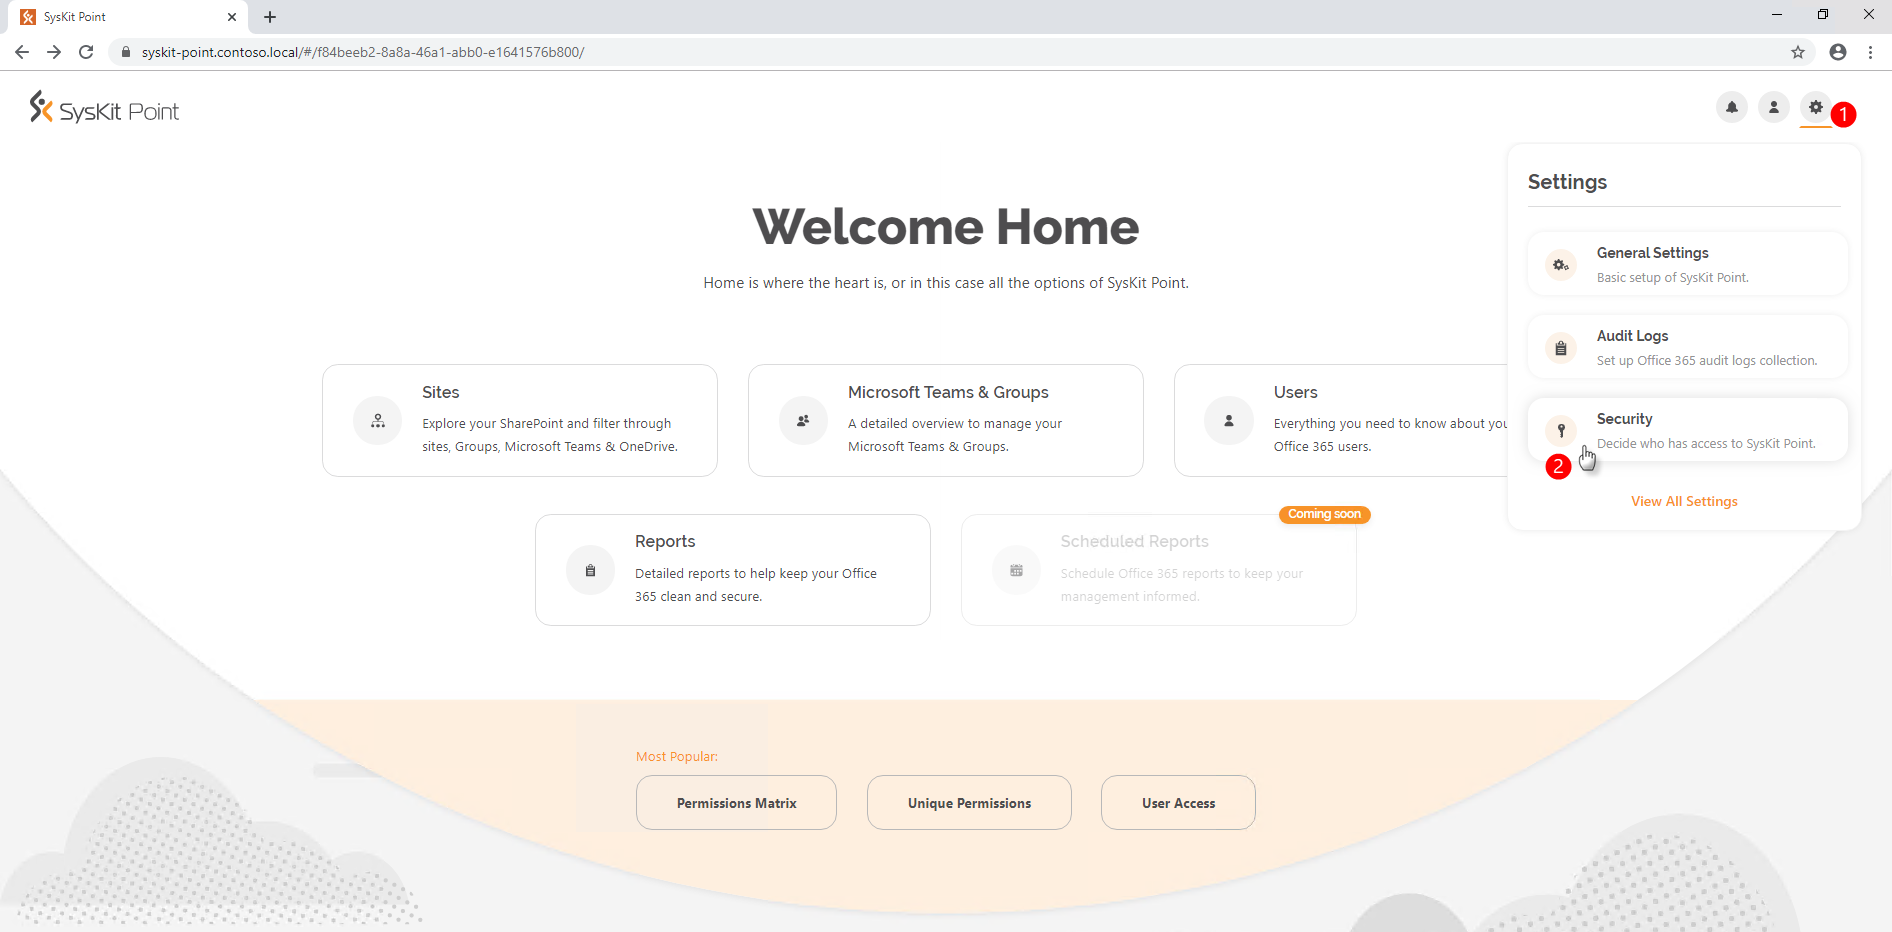 SysKit Point
syskit-point.contoso.local/#/f84beeb2-8a8a-46a1-abb0-e1641576b800/
SysKit Point
1
Settings
General Settings
Basic setup of SysKit Point.
Audit Logs
Set up Office 365 audit logs collection.
Security
Decide who has access to SysKit Point.
2
View All Settings
Welcome Home
Home is where the heart is, or in this case all the options of SysKit Point.
Sites
Explore your SharePoint and filter through
sites, Groups, Microsoft Teams & OneDrive.
Microsoft Teams & Groups
A detailed overview to manage your
Microsoft Teams & Groups.
Users
Everything you need to know about you
Office 365 users.
Reports
Detailed reports to help keep your Office
365 clean and secure.
Coming soon
Scheduled Reports
Schedule Office 365 reports to keep your
management informed.
Most Popular:
Permissions Matrix
Unique Permissions
User Access